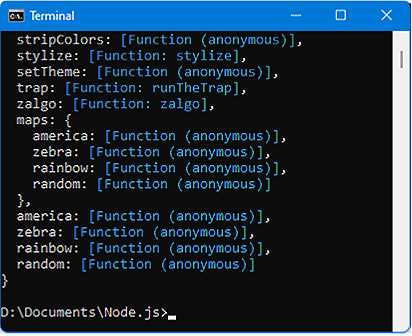 Terminal
stripColors: [Function (anonymous)],
stylize: [Function: stylize],
setTheme: [Function (anonymous)],
trap: [Function: runTheTrap],
zalgo: [Function: zalgo],
maps: {
america: [Function (anonymous)],
zebra: [Function (anonymous)],
rainbow: [Function (anonymous)],
random: [Function (anonymous)]
},
america: [Function (anonymous)],
zebra: [Function (anonymous)],
rainbow: [Function (anonymous)],
random: [Function (anonymous)]
}
D:\Documents\Node.js>